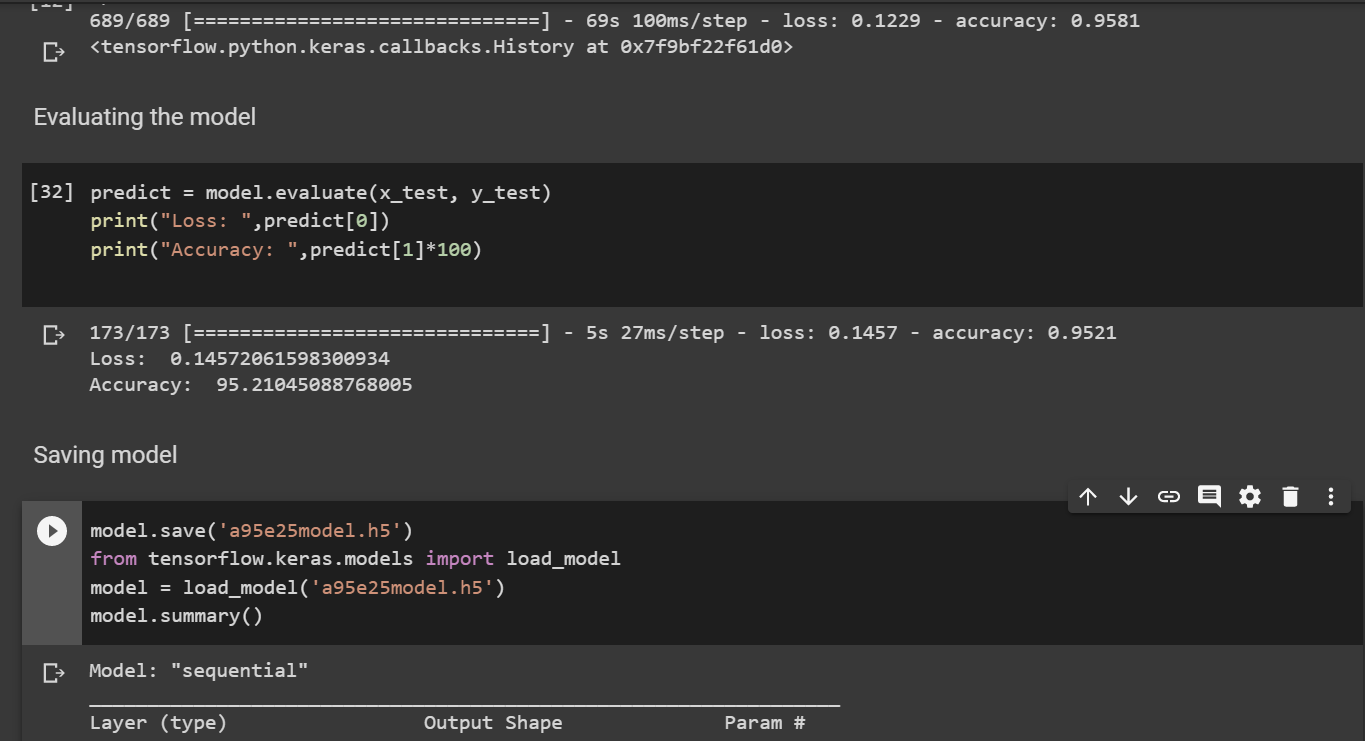 [12]
689/689 [==============================] - 69s 100ms/step - loss: 0.1229 - accuracy: 0.9581
<tensorflow.python.keras.callbacks.History at 0x7f9bf22f61d0>
Evaluating the model
[32] predict = model.evaluate(x_test, y_test)
print("Loss: ",predict[0])
print("Accuracy: ",predict[1]*100)
173/173 [==============================] - 5s 27ms/step - loss: 0.1457 - accuracy: 0.9521
Loss:  0.14572061598300934
Accuracy:  95.21045088768005
Saving model
model.save('a95e25model.h5')
from tensorflow.keras.models import load_model
model = load_model('a95e25model.h5')
model.summary()
Model: "sequential"
_________________________________________________________________
Layer (type)                 Output Shape              Param #